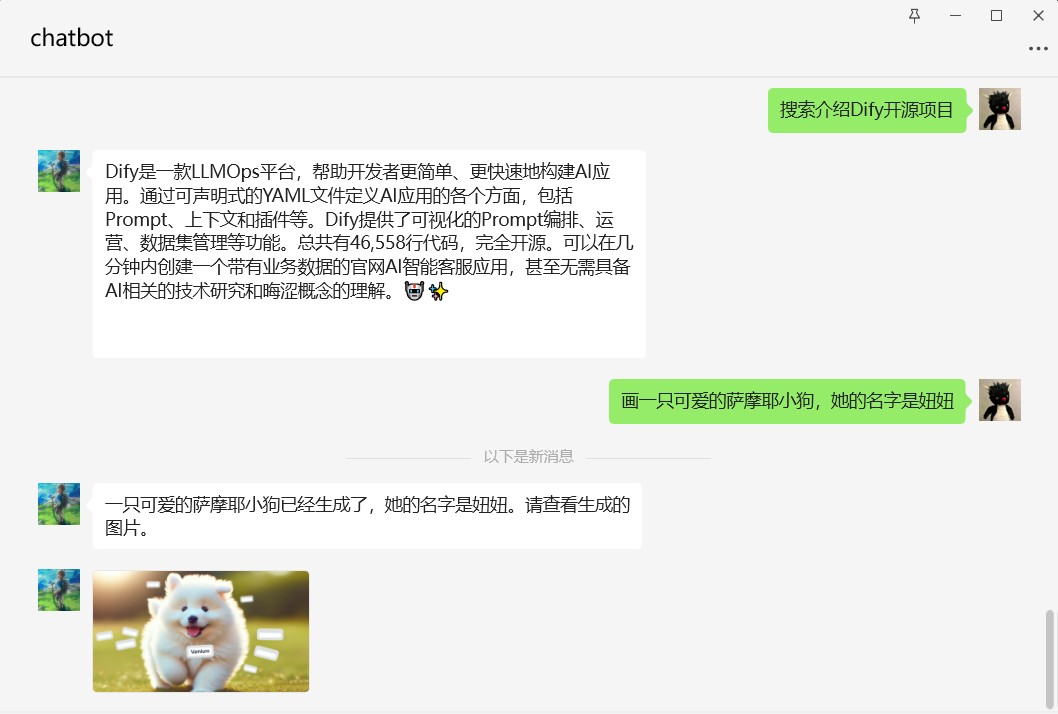 chatbot
搜索介绍Dify开源项目
Dify是一款LLMOps平台，帮助开发者更简单、更快速地构建AI应
用。通过可声明式的YAML文件定义AI应用的各个方面，包括
Prompt、上下文和插件等。Dify提供了可视化的Prompt编排、运
营、数据集管理等功能。总共有46,558行代码，完全开源。可以在几
分钟内创建一个带有业务数据的官网AI智能客服应用，甚至无需具备
AI相关的技术研究和晦涩概念的理解。🤖✨
画一只可爱的萨摩耶小狗，她的名字是妞妞
以下是新消息
一只可爱的萨摩耶小狗已经生成了，她的名字是妞妞。请查看生成的
图片。